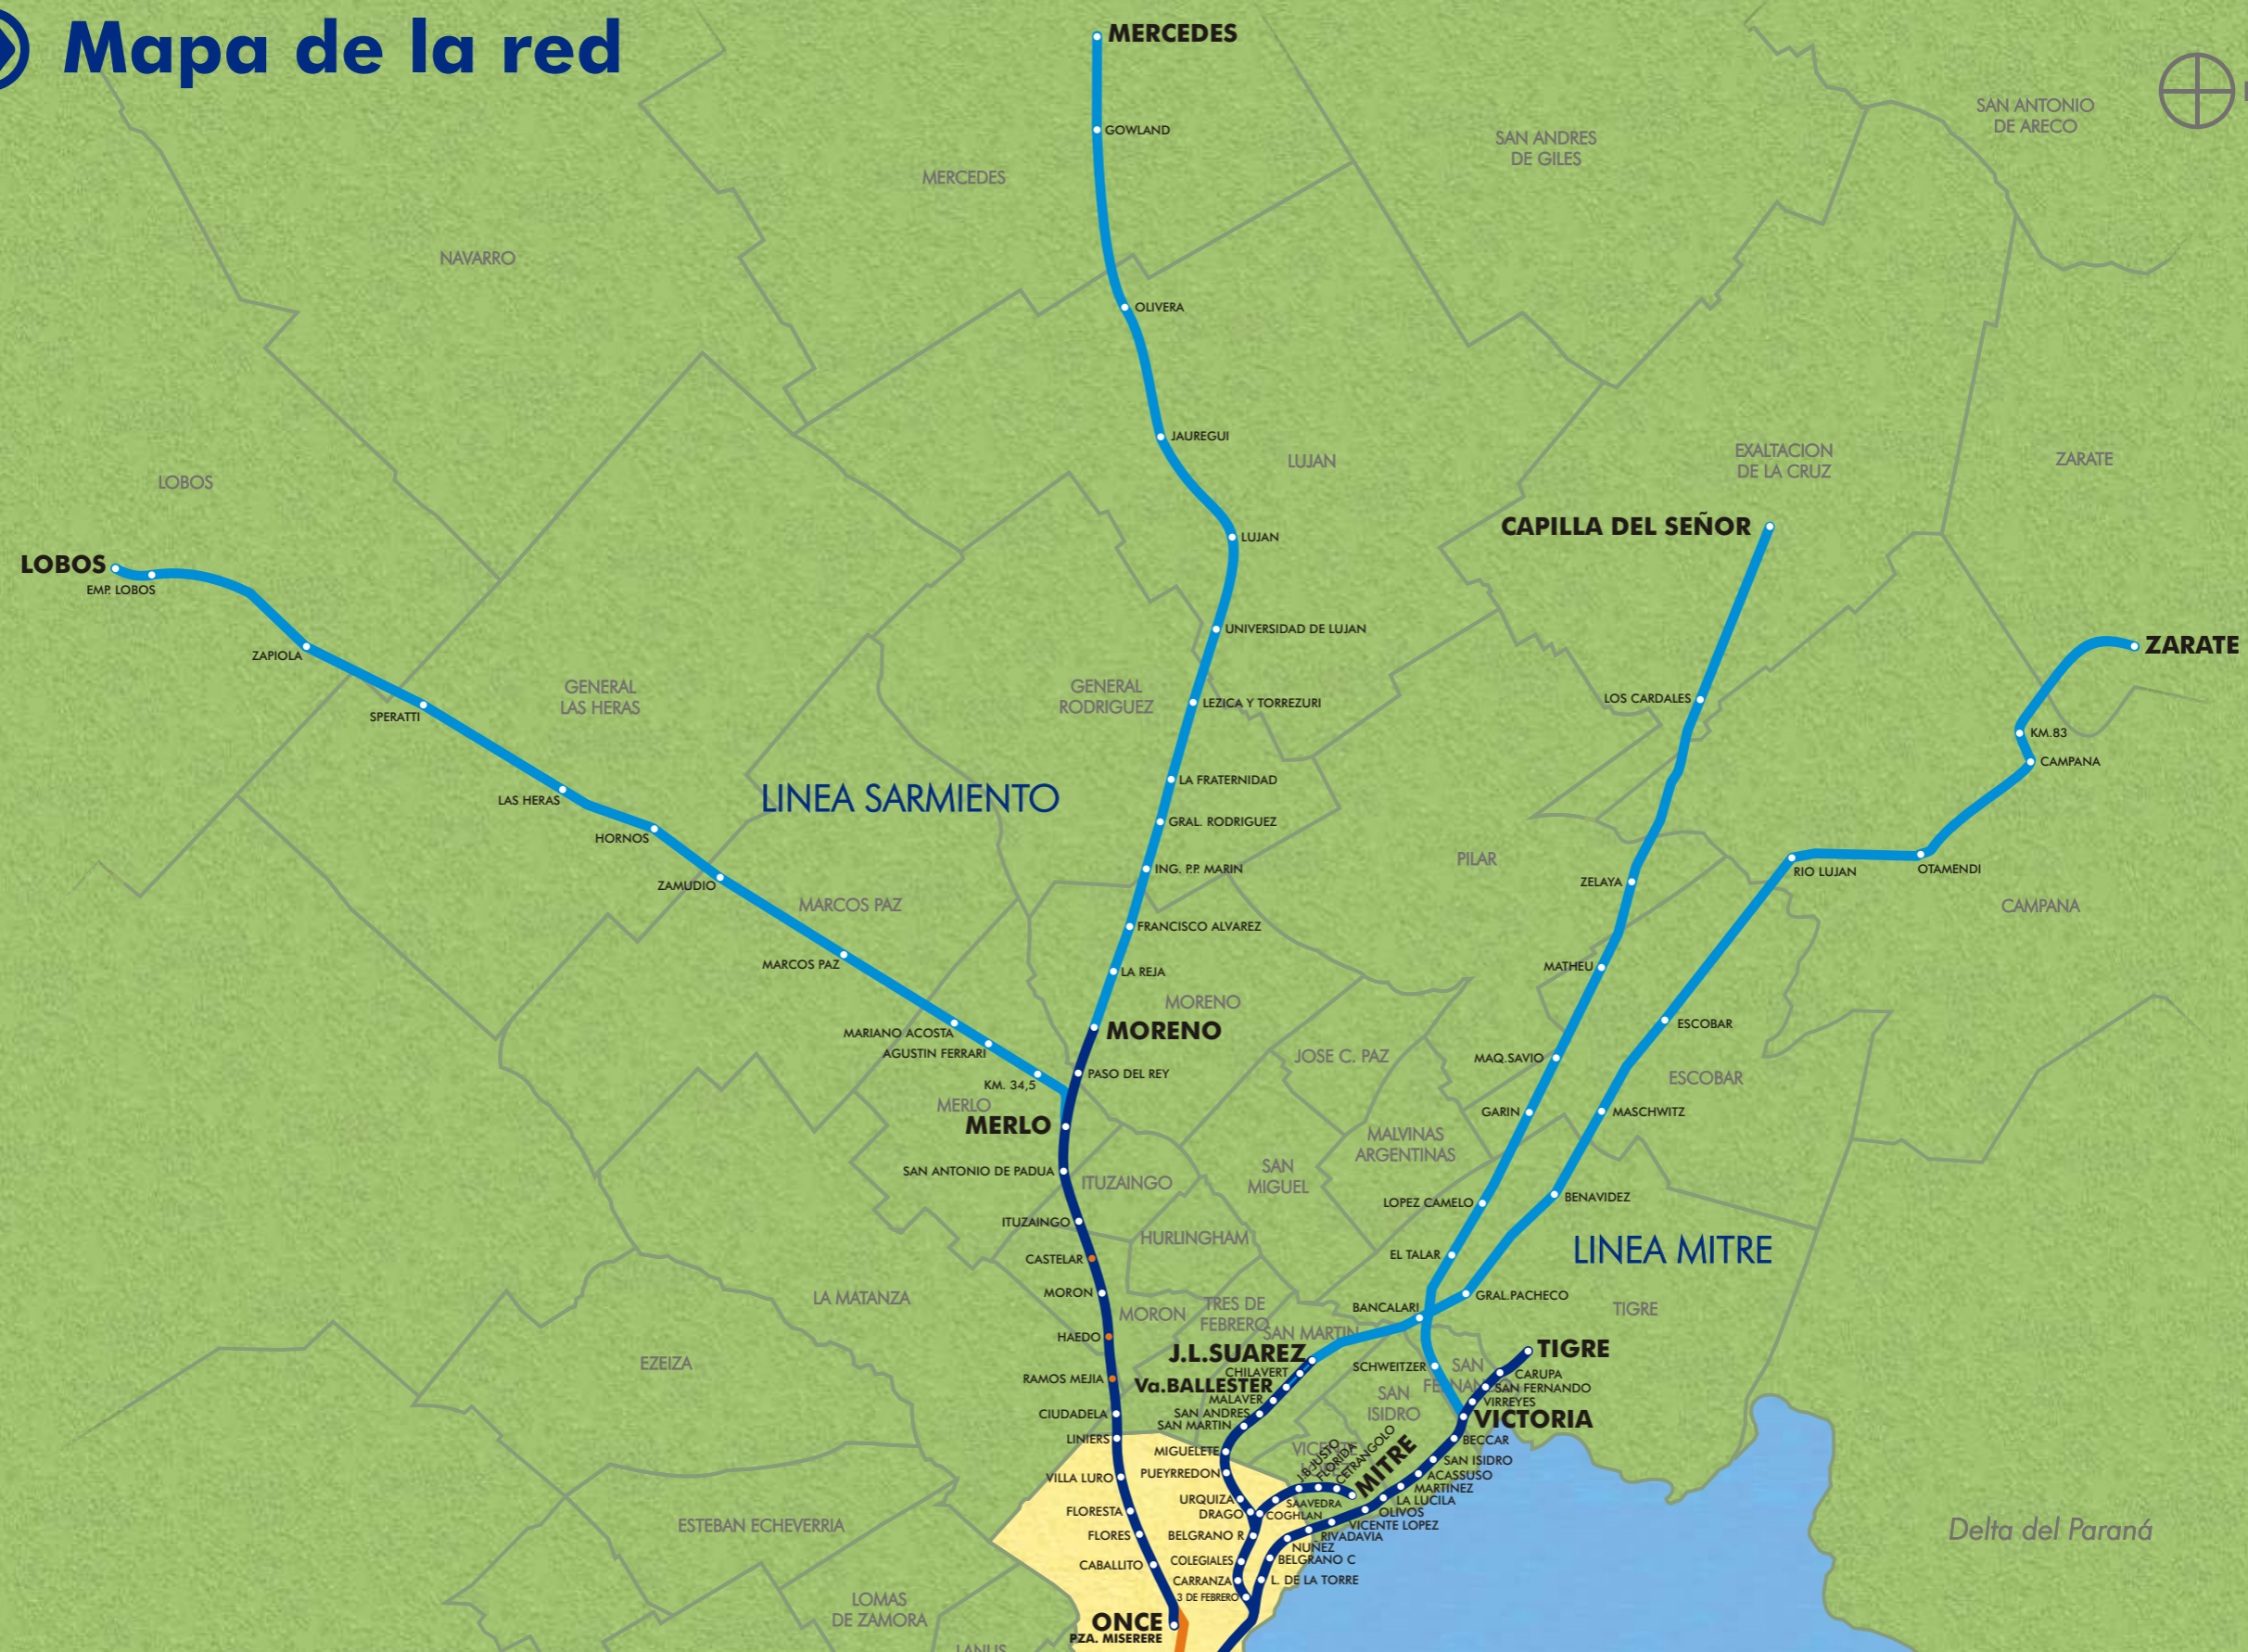 Mapa de la red
MERCEDES
GOWLAND
MERCEDES
SAN ANDRES
DE GILES
SAN ANTONIO
DE ARECO
NAVARRO
OLIVERA
JAUREGUI
LUJAN
EXALTACION
DE LA CRUZ
ZARATE
LOBOS
CAPILLA DEL SEÑOR
LUJAN
LOBOS
EMP. LOBOS
UNIVERSIDAD DE LUJAN
ZARATE
ZAPIOLA
GENERAL
LAS HERAS
GENERAL
RODRIGUEZ
LEZICA Y TORREZURI
LOS CARDALES
SPERATTI
KM.83
CAMPANA
LA FRATERNIDAD
LAS HERAS
LINEA SARMIENTO
GRAL. RODRIGUEZ
HORNOS
PILAR
ING. P.P. MARIN
RIO LUJAN
OTAMENDI
ZAMUDIO
ZELAYA
MARCOS PAZ
CAMPANA
FRANCISCO ALVAREZ
MARCOS PAZ
MATHEU
LA REJA
MORENO
MORENO
ESCOBAR
MARIANO ACOSTA
AGUSTIN FERRARI
JOSE C. PAZ
MAQ.SAVIO
PASO DEL REY
ESCOBAR
KM. 34,5
MERLO
GARIN
MASCHWITZ
MERLO
MALVINAS
ARGENTINAS
SAN ANTONIO DE PADUA
ITUZAINGO
SAN
MIGUEL
LOPEZ CAMELO
BENAVIDEZ
ITUZAINGO
HURLINGHAM
LINEA MITRE
CASTELAR
EL TALAR
MORON
LA MATANZA
GRAL.PACHECO
BANCALARI
TIGRE
MORON
TRES DE
FEBRERO
SAN MARTIN
HAEDO
J.L.SUAREZ
TIGRE
EZEIZA
SCHWEITZER
SAN
FERNANDO
CHILAVERT
CARUPA
RAMOS MEJIA
Va.BALLESTER
SAN FERNANDO
MALAVER
SAN
ISIDRO
VIRREYES
CIUDADELA
SAN ANDRES
VICTORIA
SAN MARTIN
LINIERS
BECCAR
MIGUELETE
VICENTE
SAN ISIDRO
J.B.JUSTO
FLORIDA
CETRANGOLO
MITRE
VILLA LURO
PUEYRREDON
ACASSUSO
MARTINEZ
URQUIZA
SAAVEDRA
LA LUCILA
FLORESTA
DRAGO
COGHLAN
OLIVOS
ESTEBAN ECHEVERRIA
VICENTE LOPEZ
Delta del Paraná
FLORES
BELGRANO R
RIVADAVIA
NUÑEZ
CABALLITO
COLEGIALES
BELGRANO C
CARRANZA
L. DE LA TORRE
LOMAS
DE ZAMORA
3 DE FEBRERO
ONCE
PZA. MISERERE
LANUS